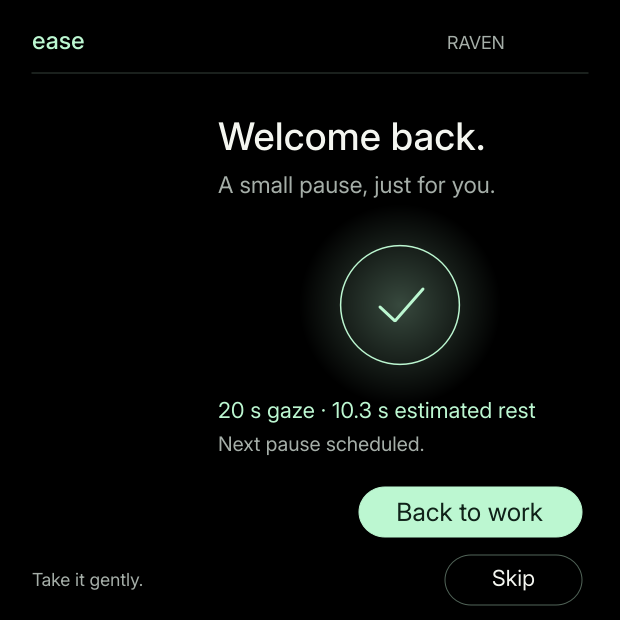 ease
RAVEN
Welcome back.
A small pause, just for you.
20 s gaze · 10.3 s estimated rest
Next pause scheduled.
Back to work
Take it gently.
Skip